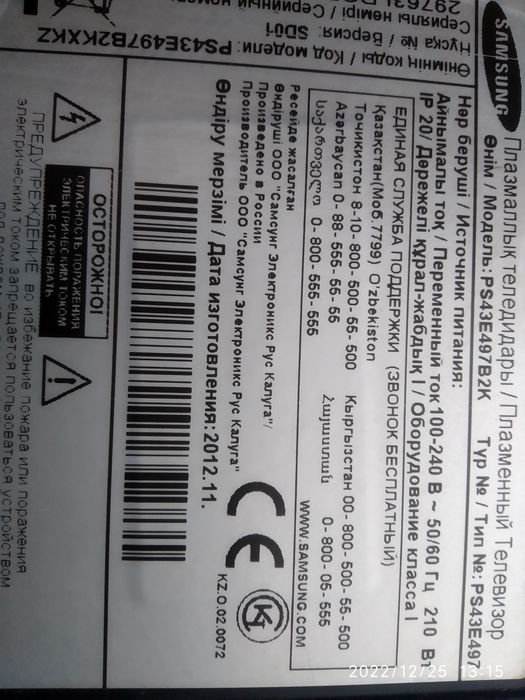 SAMSUNG
Плазмалық теледидары / Плазменный Телевизор
Өнім / Модель: PS43E497B2K Түр № / Тип №: PS43E497
Нәр беруші / Источник питания:
Айнымалы ток / Переменный ток 100-240 В ~ 50/60 Гц 210 Вт
IP 20/ Дәрежелі құрал-жабдық I / Оборудование класса I
ЕДИНАЯ СЛУЖБА ПОДДЕРЖКИ (ЗВОНОК БЕСПЛАТНЫЙ)
Қазақстан(Моб.7799) O'zbekiston Кыргызстан 00- 800- 500- 55- 500
Тоҷикистон 8-10-800- 500- 55- 500 Հայաստան 0- 800- 05- 555
Azərbaycan 0- 88- 555- 55- 55
საქართველო 0- 800- 555- 555 WWW.SAMSUNG.COM
Ресейде жасалған
Өндіруші ООО "Самсунг Электроникс Рус Калуга"/
Произведено в России
Производитель ООО "Самсунг Электроникс Рус Калуга"
Өндіру мерзімі / Дата изготовления: 2012.11.
CE
KZ.O.02.0072
Өнімнің коды / Код модели: PS43E497B2KXKZ
Нұсқа № / Версия: SD01
Сериялы нөмірі / Серийный номер
ОСТОРОЖНО!
ОПАСНОСТЬ ПОРАЖЕНИЯ
ЭЛЕКТРИЧЕСКИМ ТОКОМ
НЕ ОТКРЫВАТЬ
ПРЕДУПРЕЖДЕНИЕ: во избежание пожара или поражения
электрическим током запрещается пользоваться устройством
2022/12/25 13:15